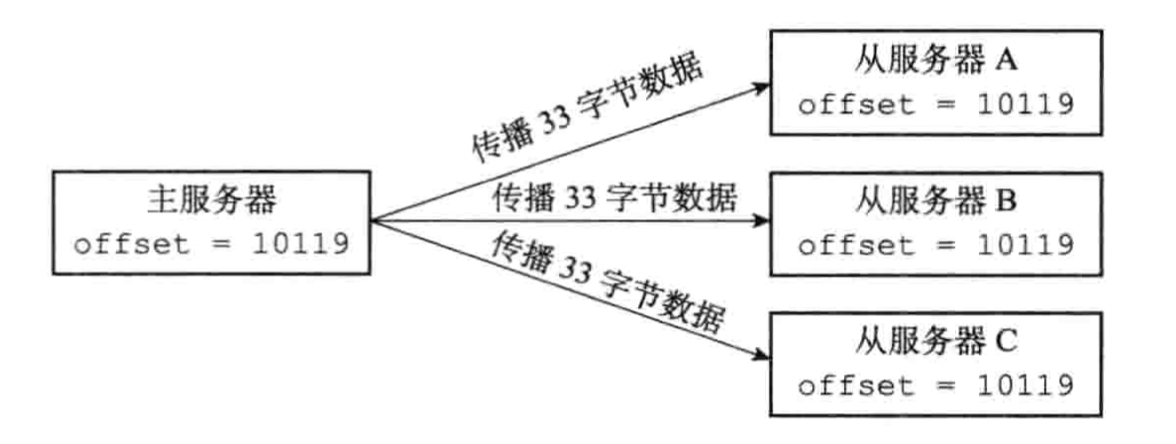 从服务器 A
offset = 10119
传播 33 字节数据
主服务器
offset = 10119
传播 33 字节数据
从服务器 B
offset = 10119
传播 33 字节数据
从服务器 C
offset = 10119